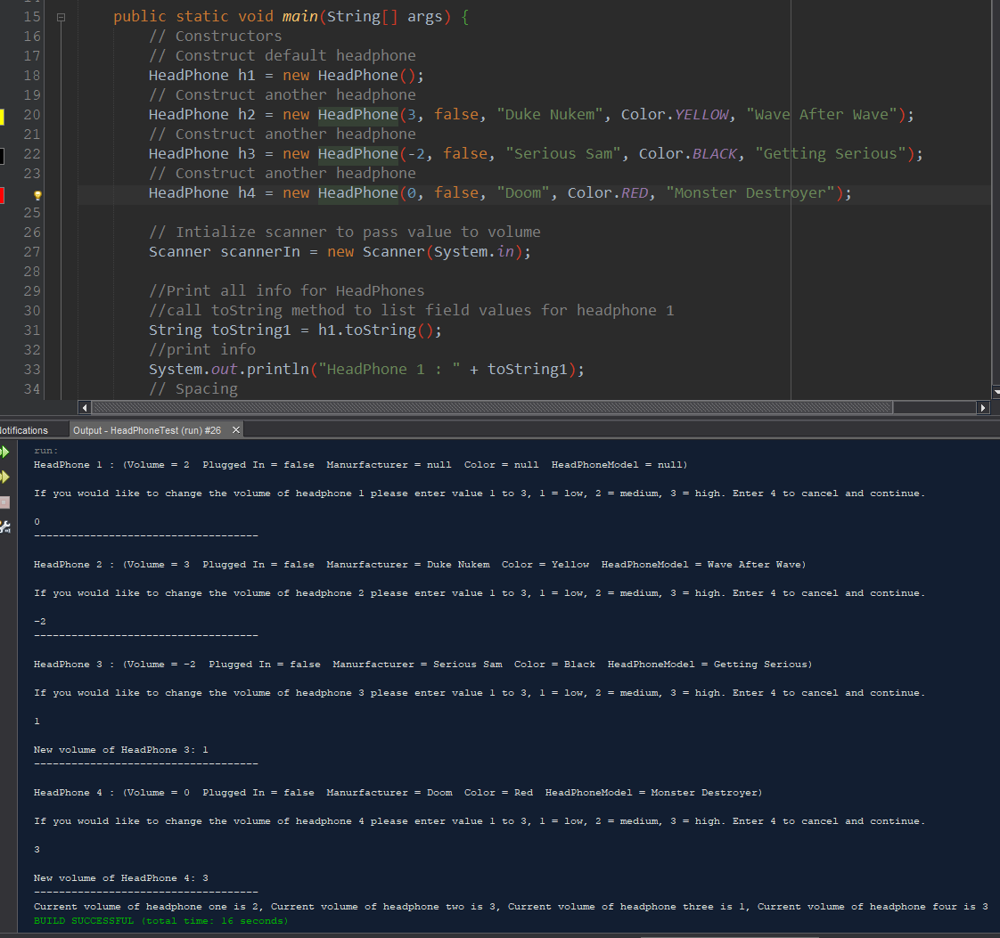 15 public static void main(String[] args) {
16 // Constructors
17 // Construct default headphone
18 HeadPhone h1 = new HeadPhone();
19 // Construct another headphone
20 HeadPhone h2 = new HeadPhone(3, false, "Duke Nukem", Color.YELLOW, "Wave After Wave");
21 // Construct another headphone
22 HeadPhone h3 = new HeadPhone(-2, false, "Serious Sam", Color.BLACK, "Getting Serious");
23 // Construct another headphone
HeadPhone h4 = new HeadPhone(0, false, "Doom", Color.RED, "Monster Destroyer");
25
26 // Intialize scanner to pass value to volume
27 Scanner scannerIn = new Scanner(System.in);
28
29 //Print all info for HeadPhones
30 //call toString method to list field values for headphone 1
31 String toString1 = h1.toString();
32 //print info
33 System.out.println("HeadPhone 1 : " + toString1);
34 // Spacing
lotifications Output - HeadPhoneTest (run) #26
run:
HeadPhone 1 : (Volume = 2 Plugged In = false Manurfacturer = null Color = null HeadPhoneModel = null)
If you would like to change the volume of headphone 1 please enter value 1 to 3, 1 = low, 2 = medium, 3 = high. Enter 4 to cancel and continue.
0
------------------------------------
HeadPhone 2 : (Volume = 3 Plugged In = false Manurfacturer = Duke Nukem Color = Yellow HeadPhoneModel = Wave After Wave)
If you would like to change the volume of headphone 2 please enter value 1 to 3, 1 = low, 2 = medium, 3 = high. Enter 4 to cancel and continue.
-2
------------------------------------
HeadPhone 3 : (Volume = -2 Plugged In = false Manurfacturer = Serious Sam Color = Black HeadPhoneModel = Getting Serious)
If you would like to change the volume of headphone 3 please enter value 1 to 3, 1 = low, 2 = medium, 3 = high. Enter 4 to cancel and continue.
1
New volume of HeadPhone 3: 1
------------------------------------
HeadPhone 4 : (Volume = 0 Plugged In = false Manurfacturer = Doom Color = Red HeadPhoneModel = Monster Destroyer)
If you would like to change the volume of headphone 4 please enter value 1 to 3, 1 = low, 2 = medium, 3 = high. Enter 4 to cancel and continue.
3
New volume of HeadPhone 4: 3
------------------------------------
Current volume of headphone one is 2, Current volume of headphone two is 3, Current volume of headphone three is 1, Current volume of headphone four is 3
BUILD SUCCESSFUL (total time: 16 seconds)